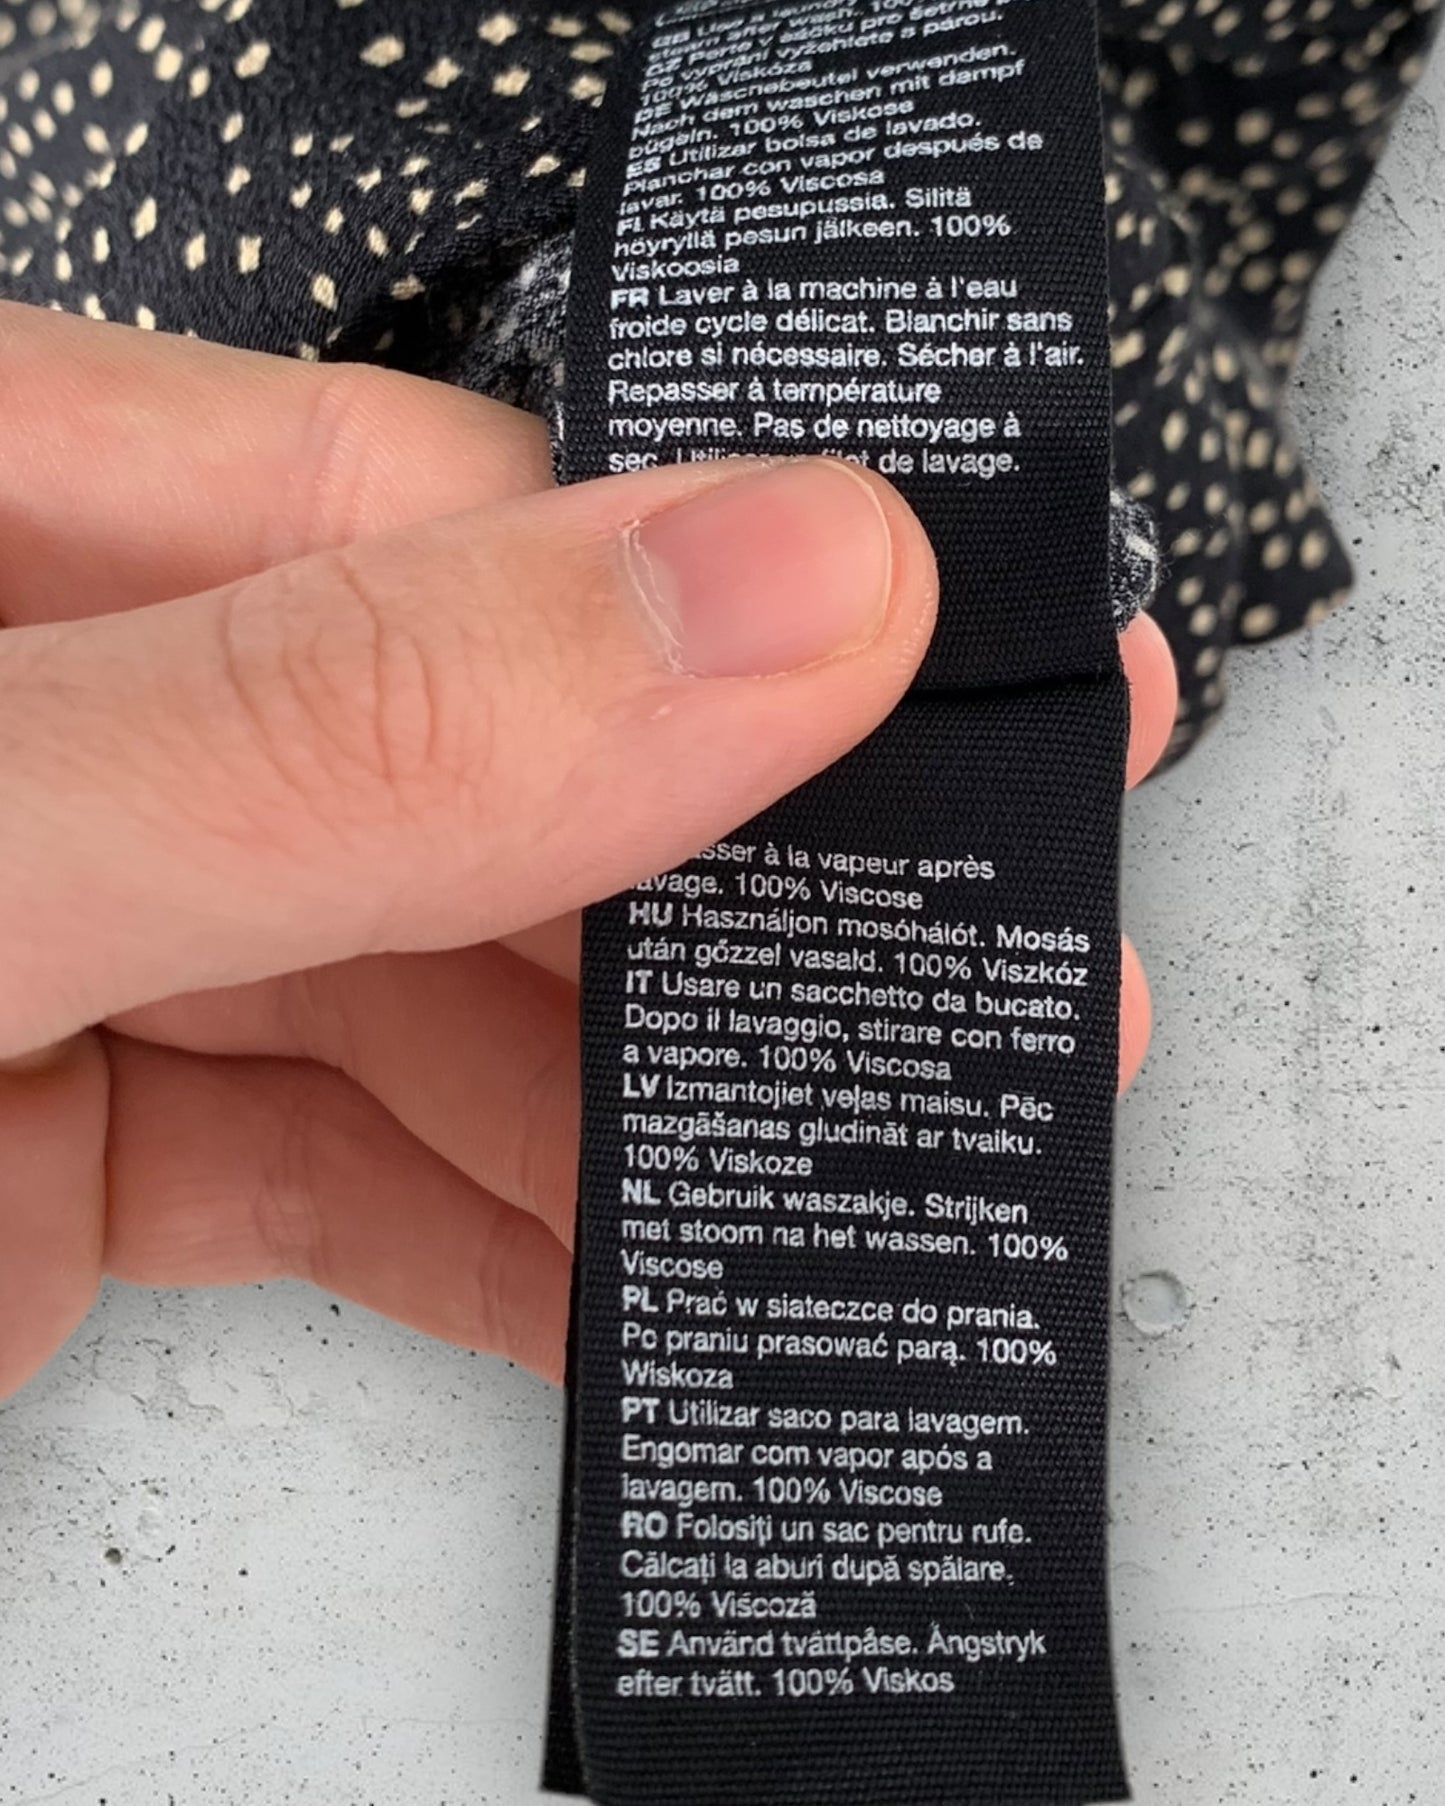 GB Use a laundry
steam after wash. 100
CZ Perte v sáčku pro šetrné
Po vyprání vyžehlete s párou.
100% Viskóza
DE Wäschebeutel verwenden.
Nach dem waschen mit dampf
bügeln. 100% Viskose
ES Utilizar bolsa de lavado.
Planchar con vapor después de
lavar. 100% Viscosa
FI Käytä pesupussia. Silitä
höyryllä pesun jälkeen. 100%
Viskoosia
FR Laver à la machine à l'eau
froide cycle délicat. Blanchir sans
chlore si nécessaire. Sécher à l'air.
Repasser à température
moyenne. Pas de nettoyage à
sec. de lavage.
à la vapeur après
lavage. 100% Viscose
HU Használjon mosóhálót. Mosás
után gőzzel vasald. 100% Viszkóz
IT Usare un sacchetto da bucato.
Dopo il lavaggio, stirare con ferro
a vapore. 100% Viscosa
LV Izmantojiet veļas maisu. Pēc
mazgāšanas gludināt ar tvaiku.
100% Viskoze
NL Gebruik waszakje. Strijken
met stoom na het wassen. 100%
Viscose
PL Prać w siateczce do prania.
Po praniu prasować parą. 100%
Wiskoza
PT Utilizar saco para lavagem.
Engomar com vapor após a
lavagem. 100% Viscose
RO Folosiți un sac pentru rufe.
Călcați la aburi după spălare.
100% Viscoză
SE Använd tvättpåse. Ångstryk
efter tvätt. 100% Viskos